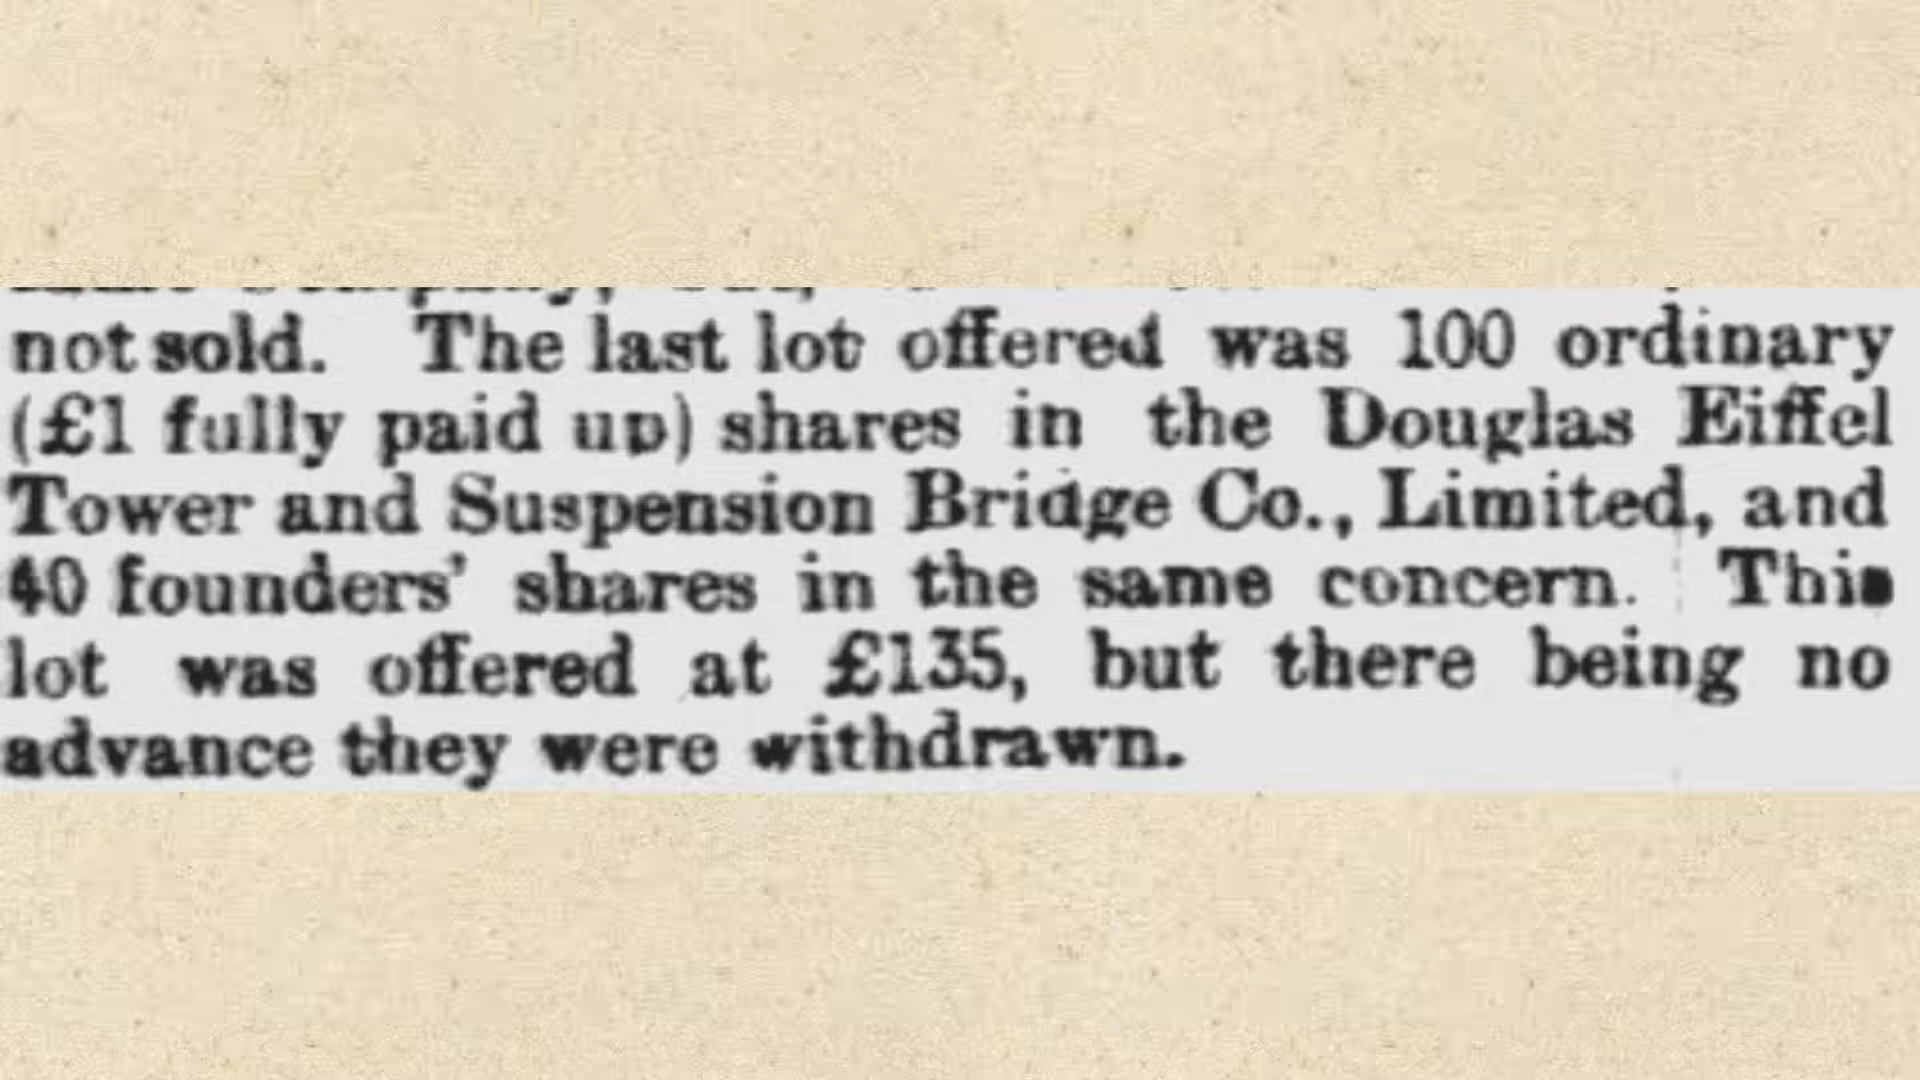 not sold. The last lot offered was 100 ordinary
(£1 fully paid up) shares in the Douglas Eiffel
Tower and Suspension Bridge Co., Limited, and
40 founders' shares in the same concern. This
lot was offered at £135, but there being no
advance they were withdrawn.